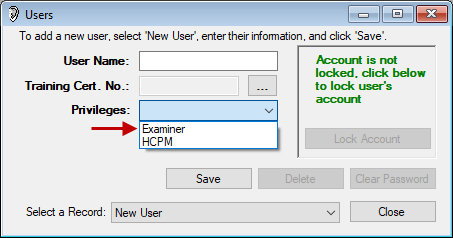 Users
To add a new user, select 'New User', enter their information, and click 'Save'.
User Name:
Training Cert. No.:
...
Privileges:
Examiner
HCPM
Account is not
locked, click below
to lock user's
account
Lock Account
Save
Delete
Clear Password
Select a Record:
New User
Close